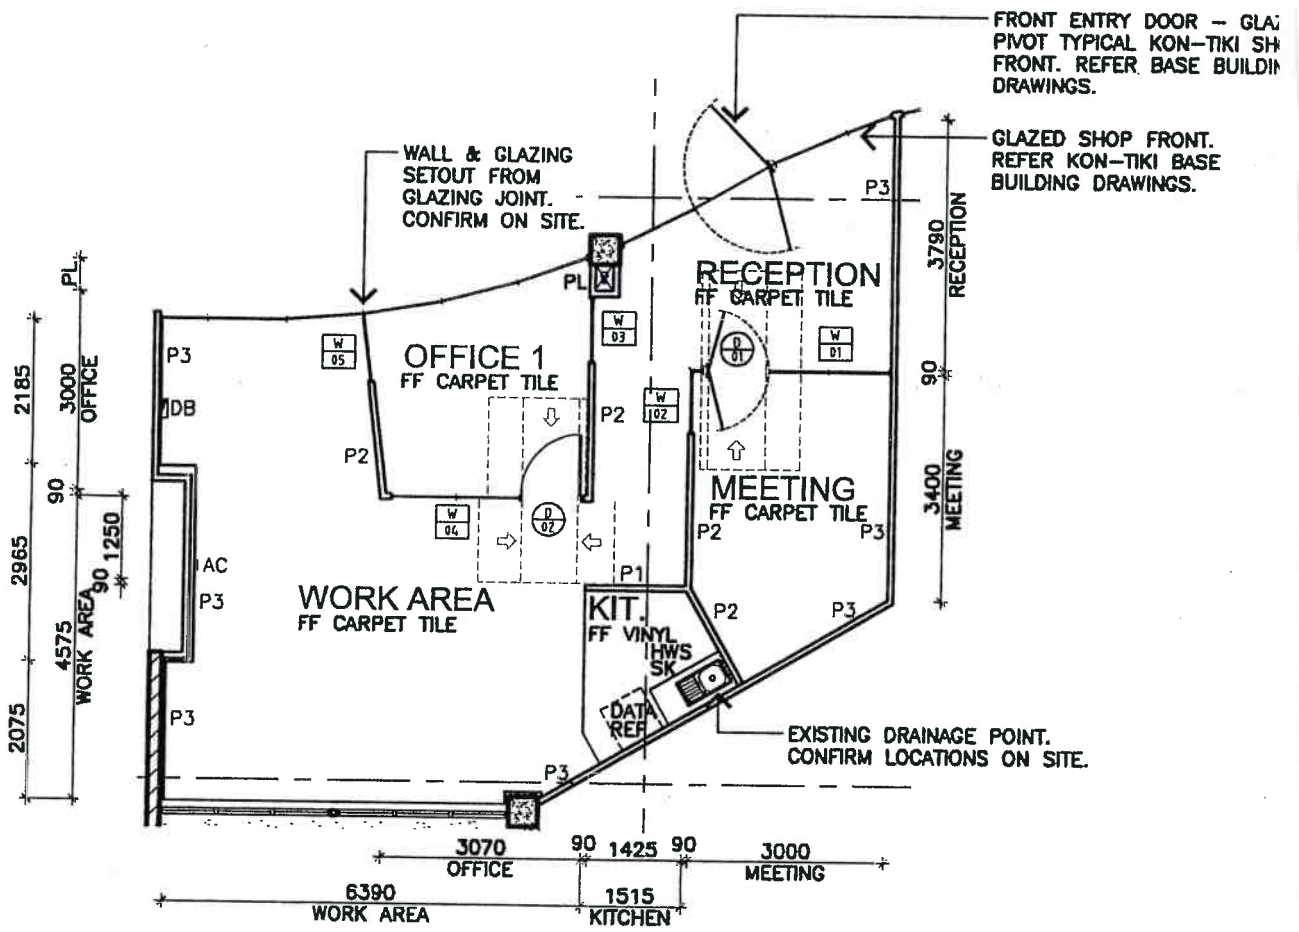 FRONT ENTRY DOOR – GLAZ
PIVOT TYPICAL KON–TIKI SH
FRONT. REFER BASE BUILDIN
DRAWINGS.
GLAZED SHOP FRONT.
REFER KON–TIKI BASE
BUILDING DRAWINGS.
WALL & GLAZING
SETOUT FROM
GLAZING JOINT.
CONFIRM ON SITE.
P3
3790
RECEPTION
PL
PL
RECEPTION
FF CARPET TILE
W
03
W
05
D
01
W
01
P3
OFFICE 1
FF CARPET TILE
2185
3000
OFFICE
90
DB
P2
W
02
P2
3400
MEETING
MEETING
FF CARPET TILE
90
W
04
D
02
P2
P3
2965
1250
90
AC
P3
P1
WORK AREA
FF CARPET TILE
KIT.
FF VINYL
HWS
SK
P2
P3
4575
WORK AREA
2075
P3
DATA
REF
P3
EXISTING DRAINAGE POINT.
CONFIRM LOCATIONS ON SITE.
3070
OFFICE
90
1425
90
3000
MEETING
6390
WORK AREA
1515
KITCHEN